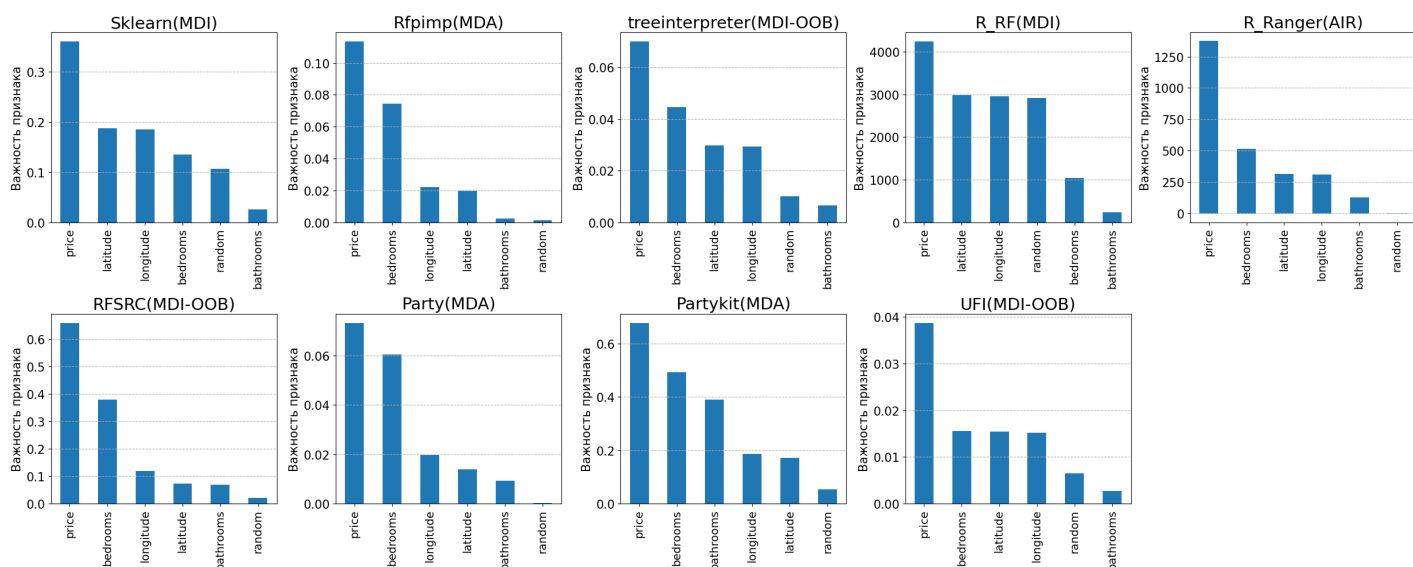 Sklearn(MDI)
Важность признака
0.3
0.2
0.1
0.0
price
latitude
longitude
bedrooms
random
bathrooms
Rfpimp(MDA)
Важность признака
0.10
0.08
0.06
0.04
0.02
0.00
price
bedrooms
longitude
latitude
bathrooms
random
treeinterpreter(MDI-OOB)
Важность признака
0.06
0.04
0.02
0.00
price
bedrooms
latitude
longitude
random
bathrooms
R_RF(MDI)
Важность признака
4000
3000
2000
1000
0
price
latitude
longitude
random
bedrooms
bathrooms
R_Ranger(AIR)
Важность признака
1250
1000
750
500
250
0
price
bedrooms
latitude
longitude
bathrooms
random
RFSRC(MDI-OOB)
Важность признака
0.6
0.5
0.4
0.3
0.2
0.1
0.0
price
bedrooms
longitude
latitude
bathrooms
random
Party(MDA)
Важность признака
0.06
0.04
0.02
0.00
price
bedrooms
longitude
latitude
bathrooms
random
Partykit(MDA)
Важность признака
0.6
0.4
0.2
0.0
price
bedrooms
bathrooms
longitude
latitude
random
UFI(MDI-OOB)
Важность признака
0.04
0.03
0.02
0.01
0.00
price
bedrooms
latitude
longitude
random
bathrooms